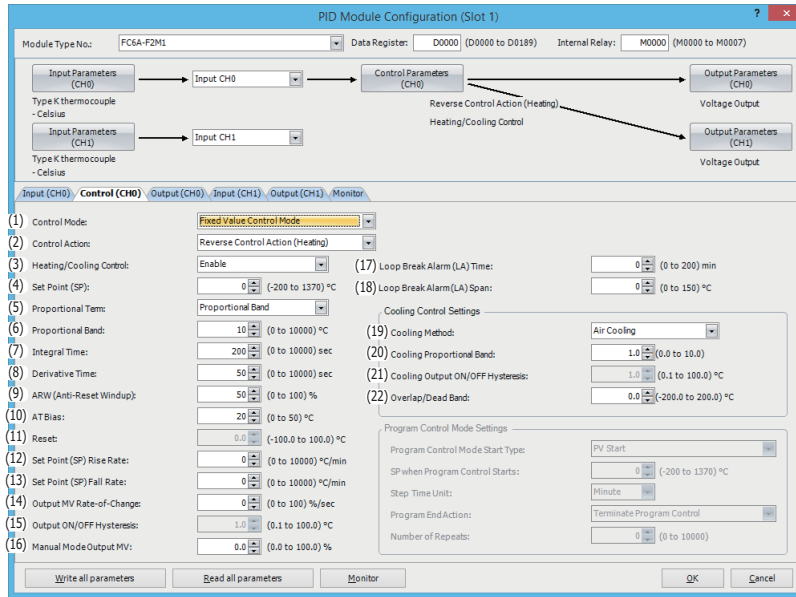 PID Module Configuration (Slot 1)
? ×
Module Type No.: FC6A-F2M1 Data Register: D0000 (D0000 to D0189) Internal Relay: M0000 (M0000 to M0007)
Input Parameters (CH0)
Input CH0
Control Parameters (CH0)
Output Parameters (CH0)
Type K thermocouple
- Celsius
Reverse Control Action (Heating)
Heating/Cooling Control
Voltage Output
Input Parameters (CH1)
Input CH1
Output Parameters (CH1)
Type K thermocouple
- Celsius
Voltage Output
Input (CH0) Control (CH0) Output (CH0) Input (CH1) Output (CH1) Monitor
(1) Control Mode: Fixed Value Control Mode
(2) Control Action: Reverse Control Action (Heating)
(3) Heating/Cooling Control: Enable
(4) Set Point (SP): 0 (-200 to 1370) °C
(5) Proportional Term: Proportional Band
(6) Proportional Band: 10 (0 to 10000) °C
(7) Integral Time: 200 (0 to 10000) sec
(8) Derivative Time: 50 (0 to 10000) sec
(9) ARW (Anti-Reset Windup): 50 (0 to 100) %
(10) AT Bias: 20 (0 to 50) °C
(11) Reset: 0.0 (-100.0 to 100.0) °C
(12) Set Point (SP) Rise Rate: 0 (0 to 10000) °C/min
(13) Set Point (SP) Fall Rate: 0 (0 to 10000) °C/min
(14) Output MV Rate-of-Change: 0 (0 to 100) %/sec
(15) Output ON/OFF Hysteresis: 1.0 (0.1 to 100.0) °C
(16) Manual Mode Output MV: 0.0 (0.0 to 100.0) %
(17) Loop Break Alarm (LA) Time: 0 (0 to 200) min
(18) Loop Break Alarm (LA) Span: 0 (0 to 150) °C
Cooling Control Settings
(19) Cooling Method: Air Cooling
(20) Cooling Proportional Band: 1.0 (0.0 to 10.0)
(21) Cooling Output ON/OFF Hysteresis: 1.0 (0.1 to 100.0) °C
(22) Overlap/Dead Band: 0.0 (-200.0 to 200.0) °C
Program Control Mode Settings
Program Control Mode Start Type: PV Start
SP when Program Control Starts: 0 (-200 to 1370) °C
Step Time Unit: Minute
Program End Action: Terminate Program Control
Number of Repeats: 0 (0 to 10000)
Write all parameters Read all parameters Monitor OK Cancel